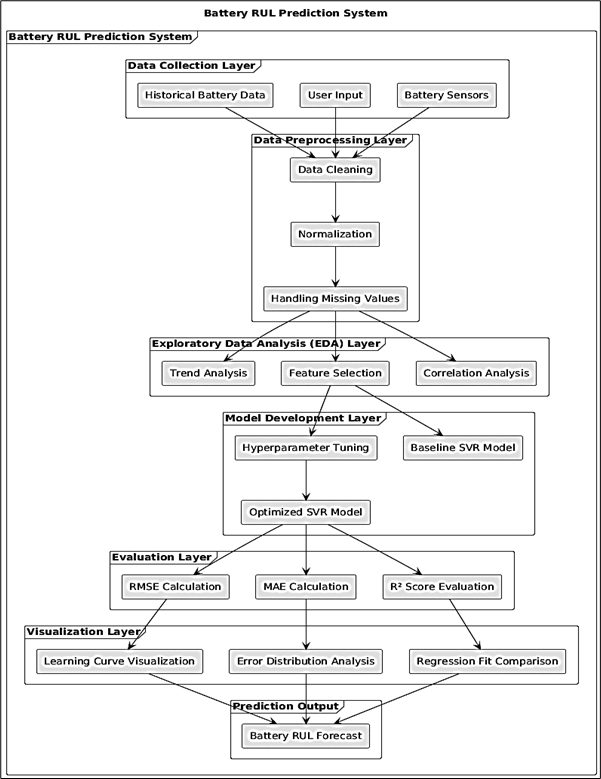 Battery RUL Prediction System
Battery RUL Prediction System
Data Collection Layer
Historical Battery Data
User Input
Battery Sensors
Data Preprocessing Layer
Data Cleaning
Normalization
Handling Missing Values
Exploratory Data Analysis (EDA) Layer
Trend Analysis
Feature Selection
Correlation Analysis
Model Development Layer
Hyperparameter Tuning
Baseline SVR Model
Optimized SVR Model
Evaluation Layer
RMSE Calculation
MAE Calculation
R² Score Evaluation
Visualization Layer
Learning Curve Visualization
Error Distribution Analysis
Regression Fit Comparison
Prediction Output
Battery RUL Forecast